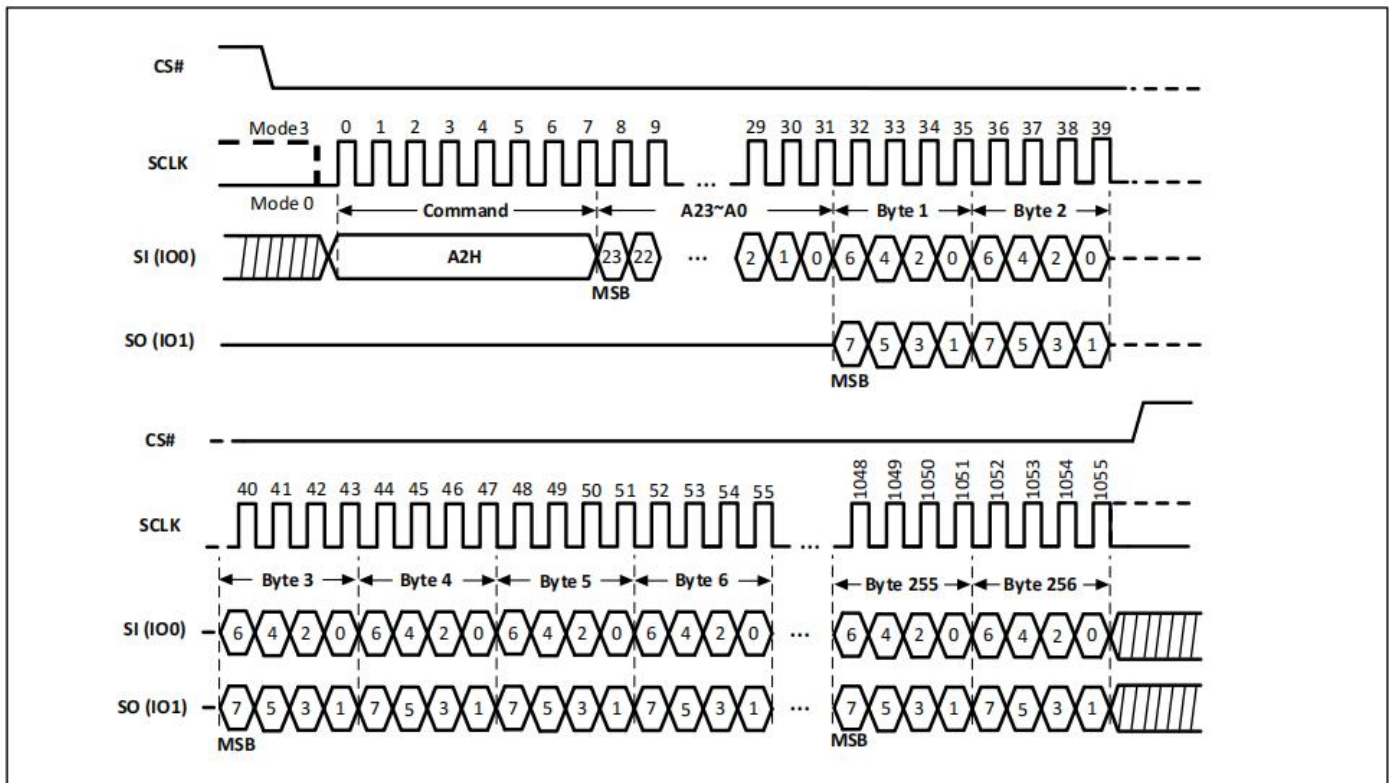 CS#
Mode3 0 1 2 3 4 5 6 7 8 9 29 30 31 32 33 34 35 36 37 38 39
SCLK ...
Mode 0 Command A23~A0 Byte 1 Byte 2
SI (IO0) A2H 23 22 ... 2 1 0 6 4 2 0 6 4 2 0
MSB
SO (IO1) 7 5 3 1 7 5 3 1
MSB
CS#
40 41 42 43 44 45 46 47 48 49 50 51 52 53 54 55 1048 1049 1050 1051 1052 1053 1054 1055
SCLK ...
Byte 3 Byte 4 Byte 5 Byte 6 Byte 255 Byte 256
SI (IO0) 6 4 2 0 6 4 2 0 6 4 2 0 6 4 2 0 ... 6 4 2 0 6 4 2 0
SO (IO1) 7 5 3 1 7 5 3 1 7 5 3 1 7 5 3 1 ... 7 5 3 1 7 5 3 1
MSB MSB